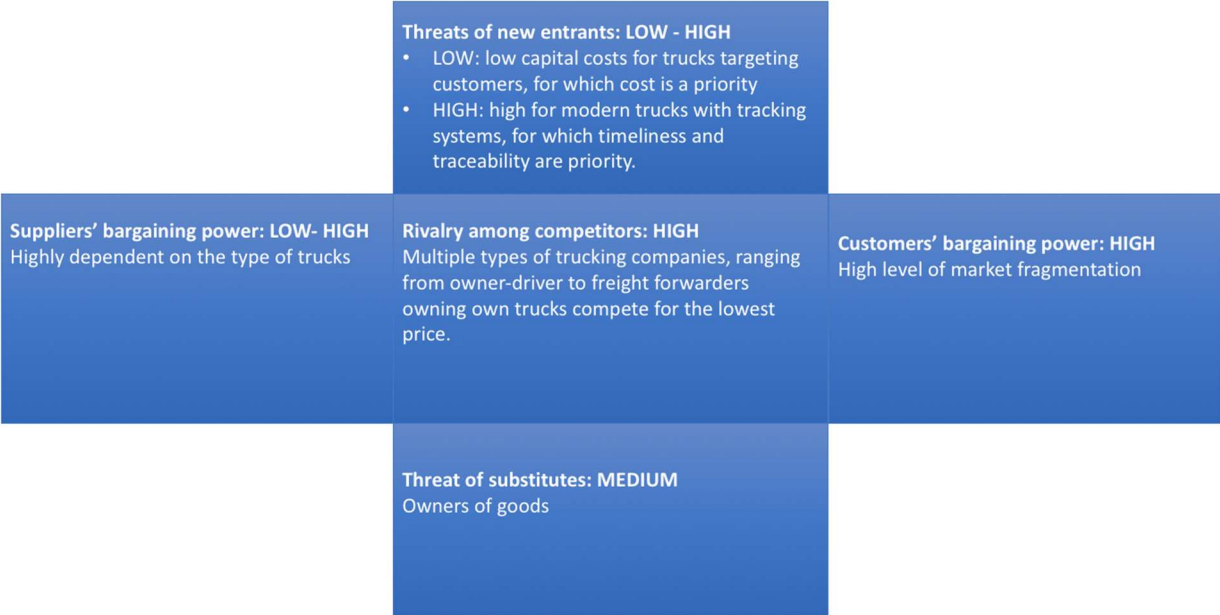 Threats of new entrants: LOW - HIGH
• LOW: low capital costs for trucks targeting
customers, for which cost is a priority
• HIGH: high for modern trucks with tracking
systems, for which timeliness and
traceability are priority.
Suppliers’ bargaining power: LOW- HIGH
Highly dependent on the type of trucks
Rivalry among competitors: HIGH
Multiple types of trucking companies, ranging
from owner-driver to freight forwarders
owning own trucks compete for the lowest
price.
Customers’ bargaining power: HIGH
High level of market fragmentation
Threat of substitutes: MEDIUM
Owners of goods